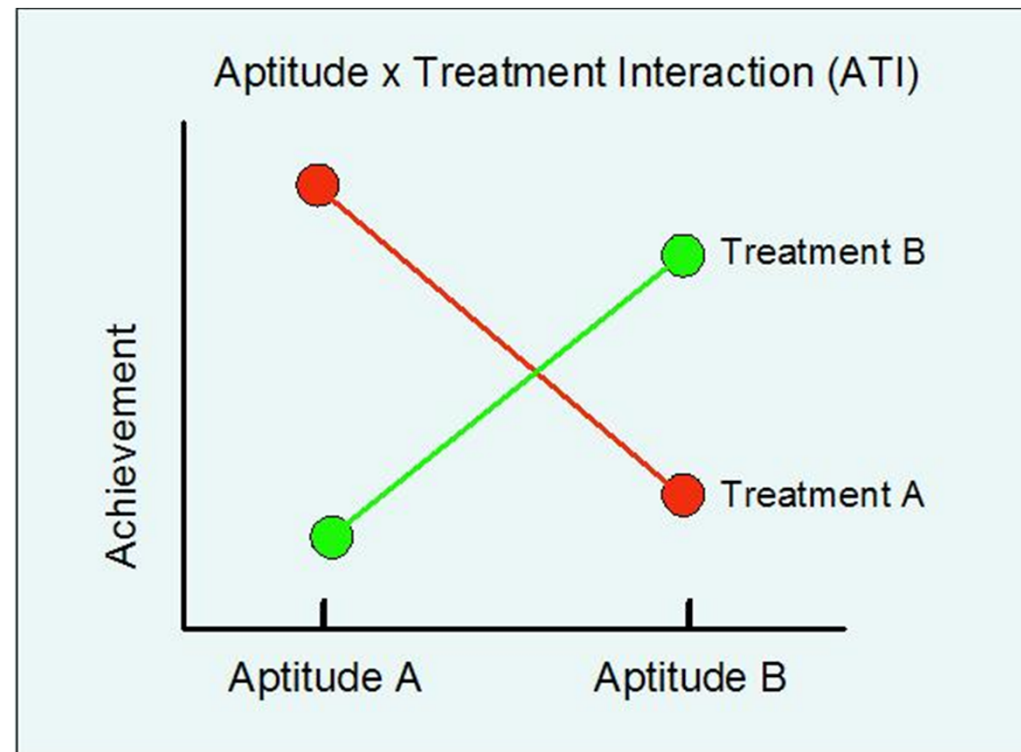 Aptitude x Treatment Interaction (ATI)
Treatment B
Achievement
Treatment A
Aptitude A
Aptitude B